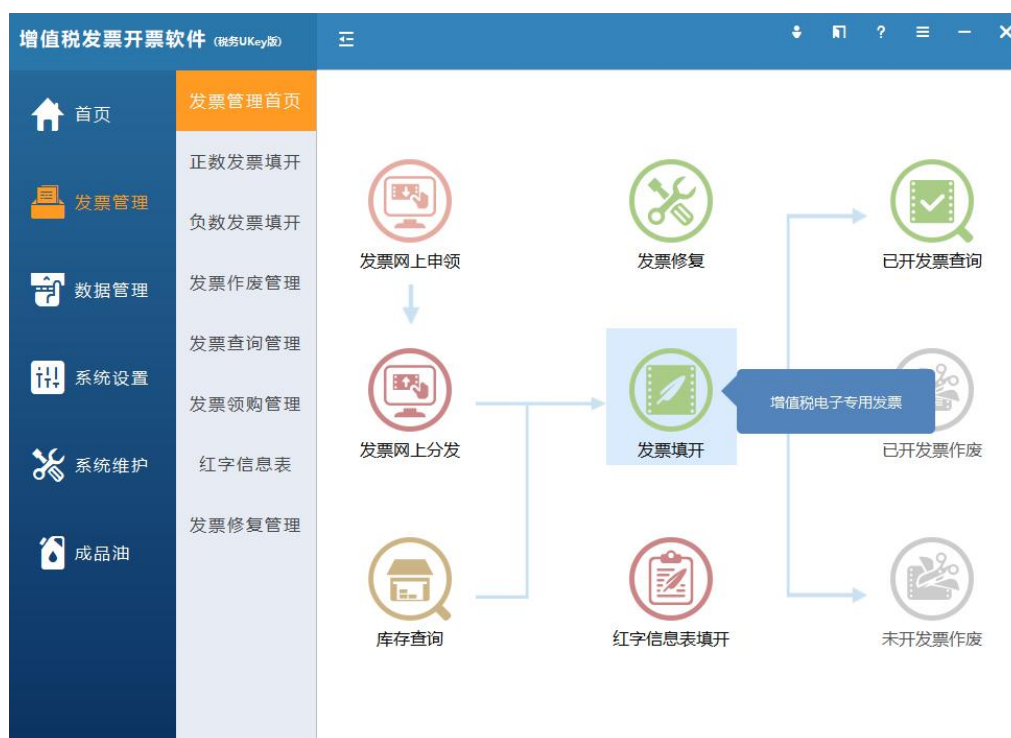 增值税发票开票软件 (税务UKey版)
首页
发票管理
数据管理
系统设置
系统维护
成品油
发票管理首页
正数发票填开
负数发票填开
发票作废管理
发票查询管理
发票领购管理
红字信息表
发票修复管理
发票网上申领
发票修复
已开发票查询
发票网上分发
发票填开
增值税电子专用发票
已开发票作废
库存查询
红字信息表填开
未开发票作废